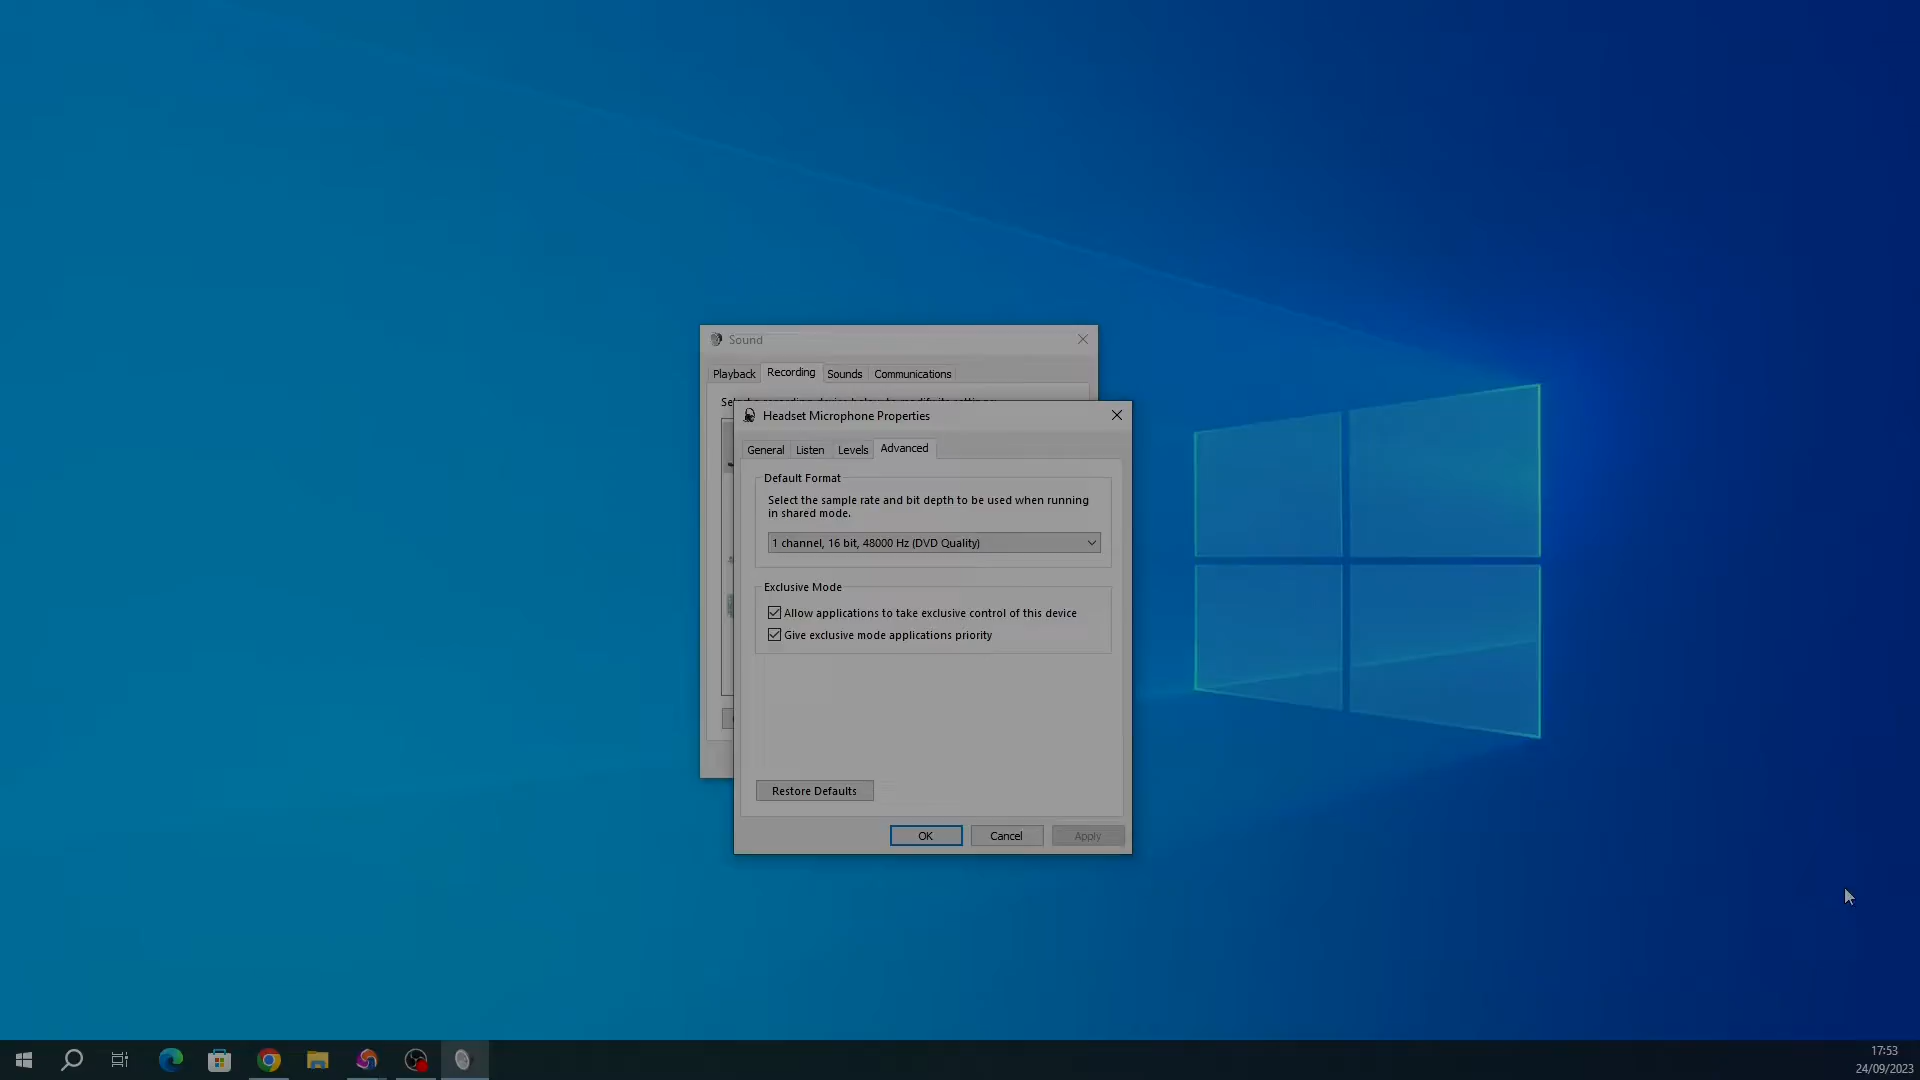 Sound
Playback Recording Sounds Communications
Headset Microphone Properties
General Listen Levels Advanced
Default Format
Select the sample rate and bit depth to be used when running
in shared mode.
1 channel, 16 bit, 48000 Hz (DVD Quality)
Exclusive Mode
Allow applications to take exclusive control of this device
Give exclusive mode applications priority
Restore Defaults
OK Cancel Apply
17:53
24/09/2023